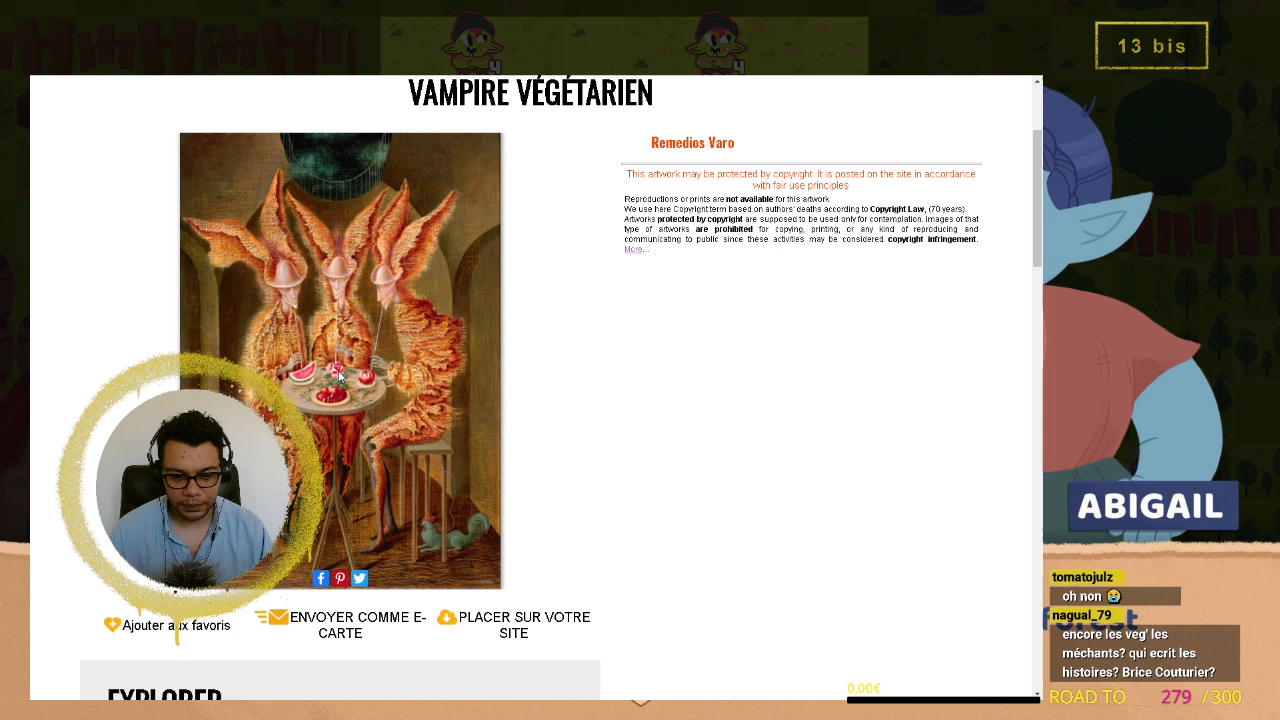 13 bis
VAMPIRE VÉGÉTARIEN
Remedios Varo
This artwork may be protected by copyright. It is posted on the site in accordance
with fair use principles
Reproductions or prints are not available for this artwork
We use here Copyright term based on authors' deaths according to Copyright Law, (70 years).
Artworks protected by copyright are supposed to be used only for contemplation. Images of that
type of artworks are prohibited for copying, printing, or any kind of reproducing and
communicating to public since these activities may be considered copyright infringement.
More...
ABIGAIL
Ajouter aux favoris
ENVOYER COMME E-
CARTE
PLACER SUR VOTRE
SITE
EXPLORER
tomatojulz
oh non 😭
nagual_79
encore les veg' les
méchants? qui ecrit les
histoires? Brice Couturier?
0,00€
ROAD TO 279 / 300